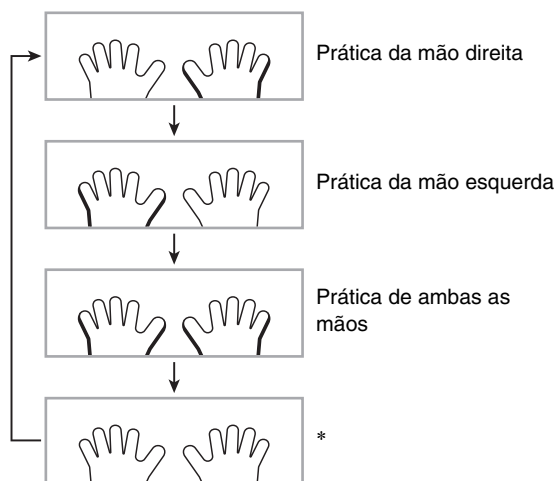 Prática da mão direita
Prática da mão esquerda
Prática de ambas as
mãos
*